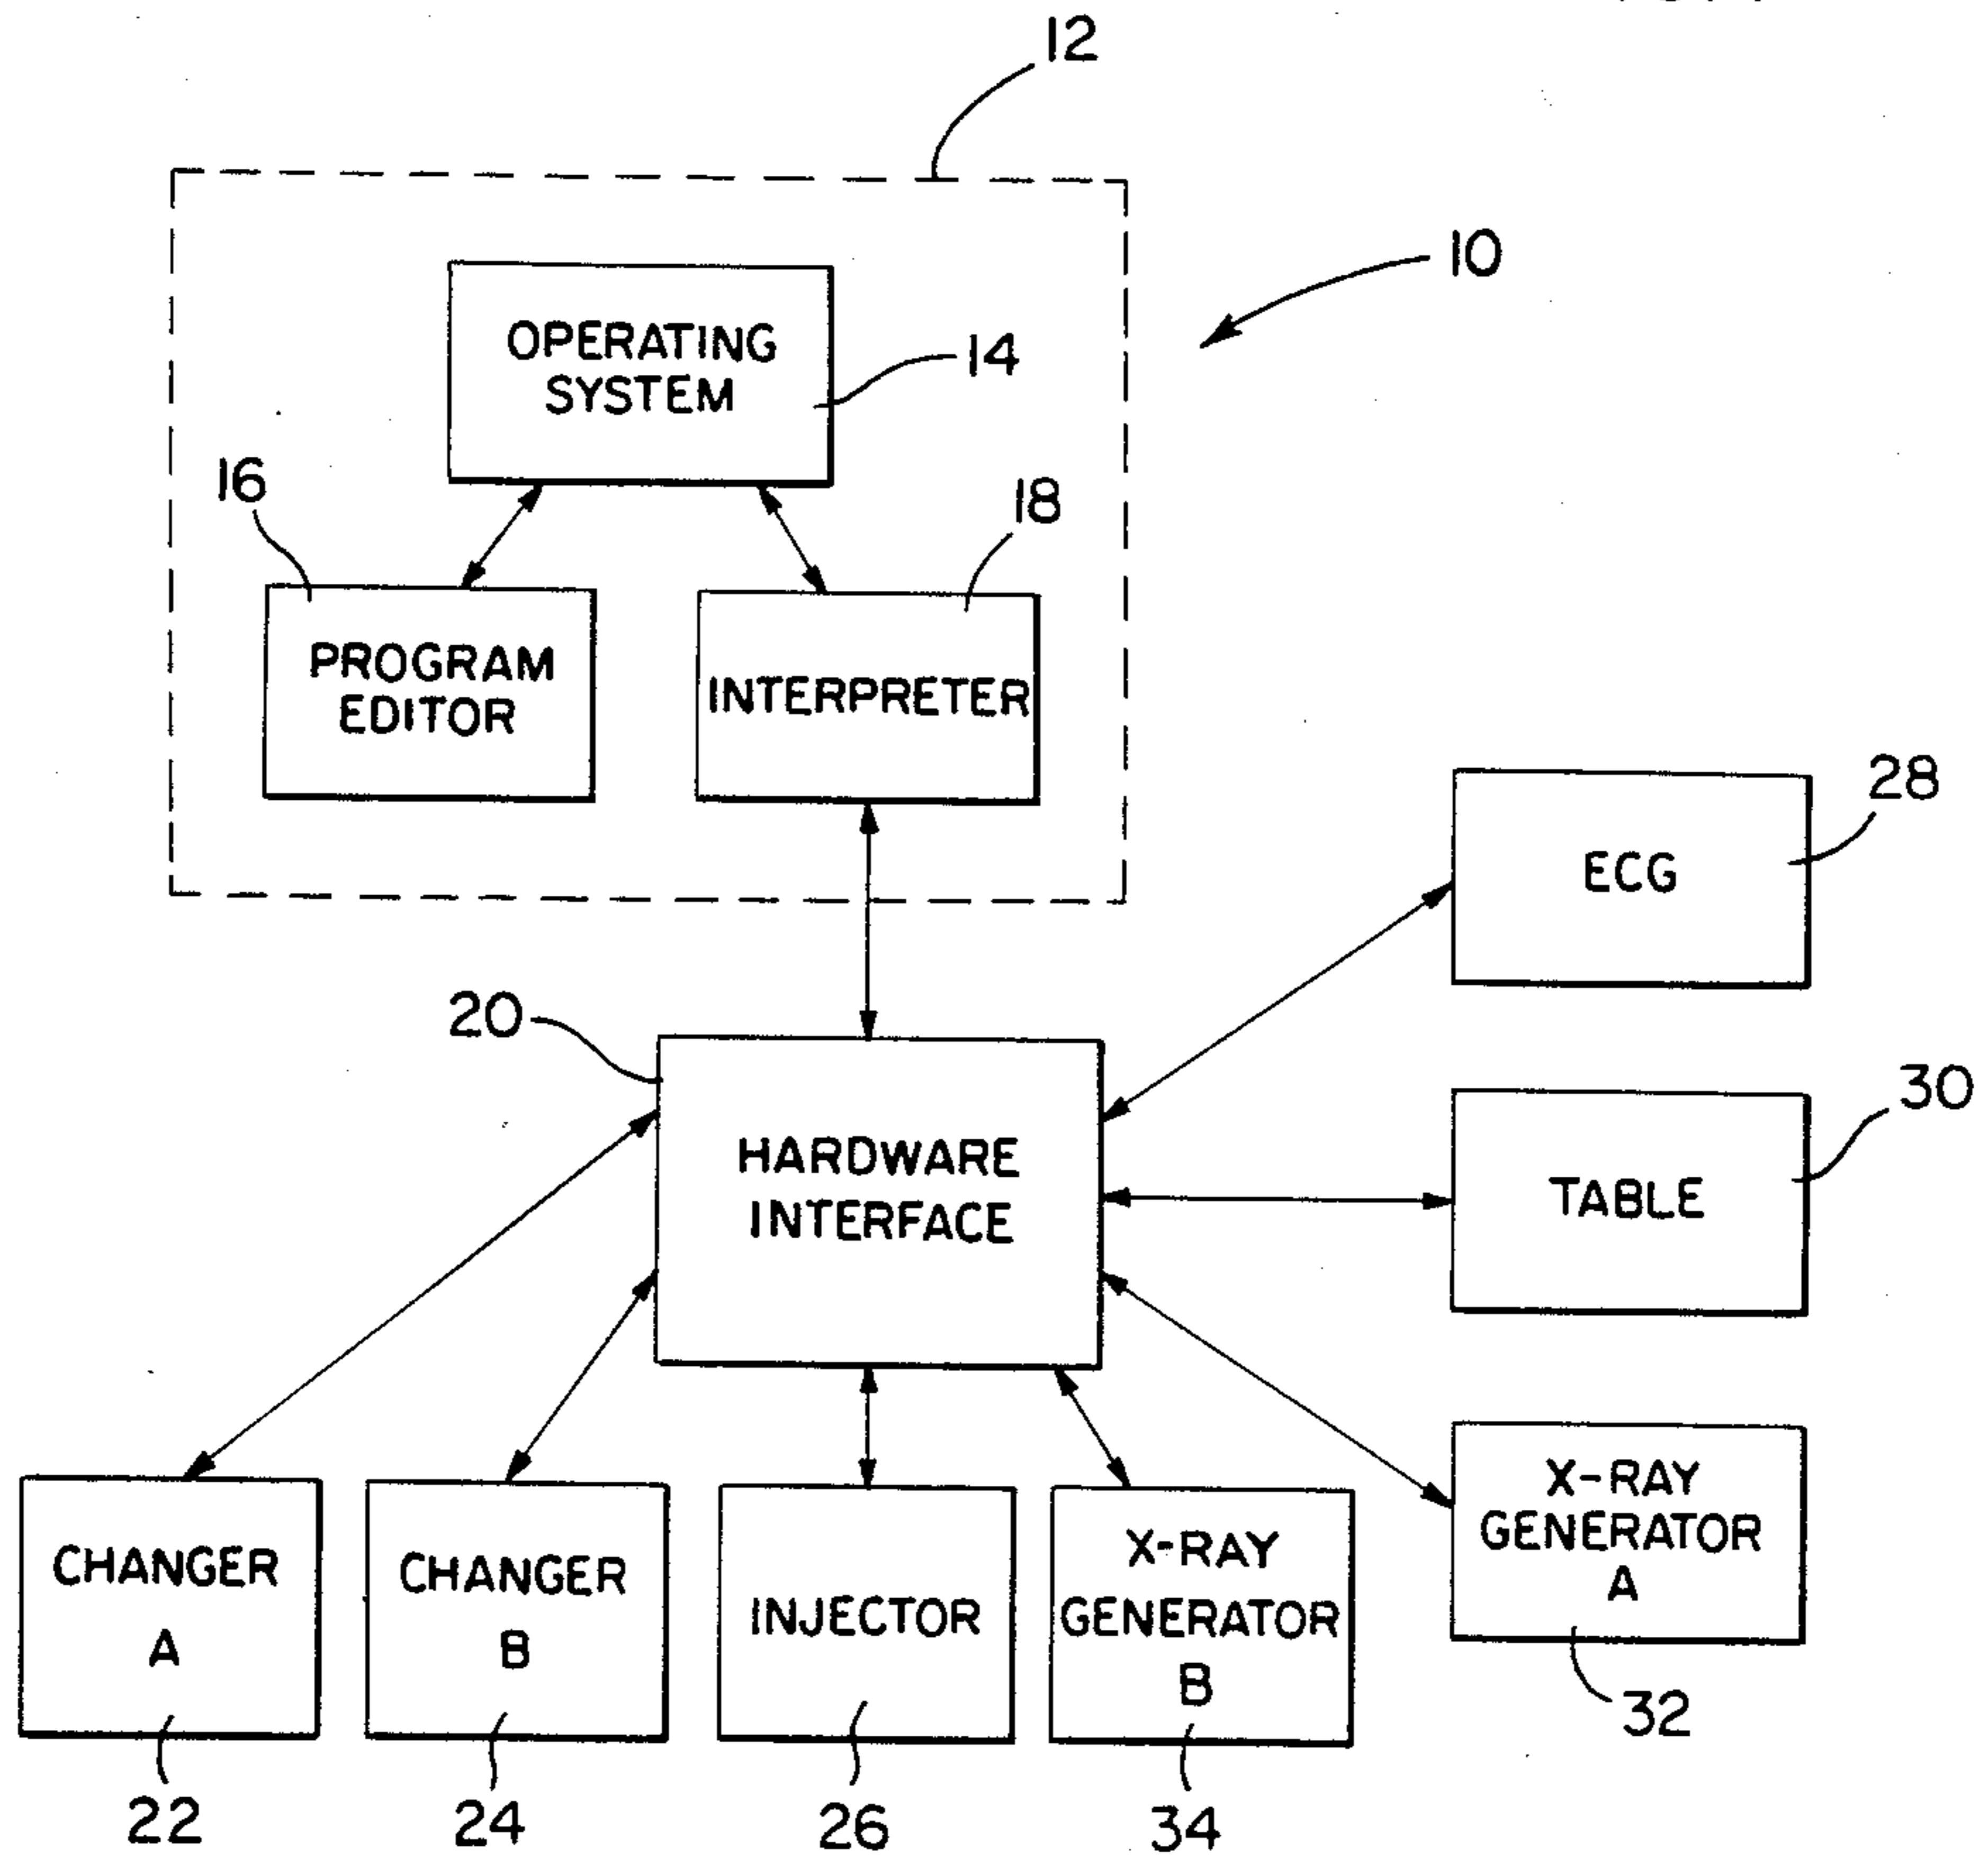 12
10
OPERATING
SYSTEM
14
16
18
PROGRAM
EDITOR
INTERPRETER
28
ECG
20
30
HARDWARE
INTERFACE
TABLE
X-RAY
GENERATOR
A
32
CHANGER
A
CHANGER
B
INJECTOR
X-RAY
GENERATOR
B
22
24
26
34